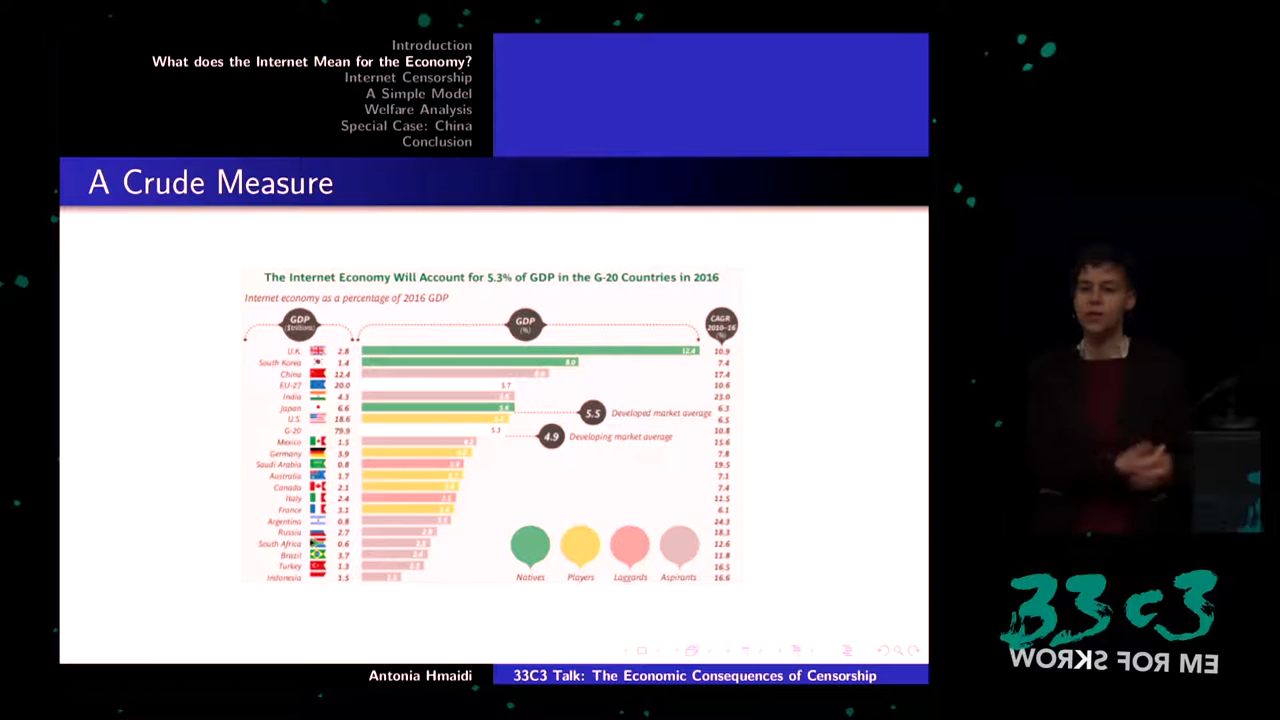 Introduction
What does the Internet Mean for the Economy?
Internet Censorship
A Simple Model
Welfare Analysis
Special Case: China
Conclusion
A Crude Measure
The Internet Economy Will Account for 5.3% of GDP in the G-20 Countries in 2016
Internet economy as a percentage of 2016 GDP
GDP ($trillions) GDP (%) CAGR 2010–16 (%)
U.K. 2.8 12.4 10.9
South Korea 1.4 8.0 7.4
China 12.4 17.4
EU-27 20.0 5.7 10.6
India 4.3 23.0
Japan 6.6 6.3
5.5 Developed market average
U.S. 18.6 6.5
G-20 79.9 5.3 10.8
4.9 Developing market average
Mexico 1.5 15.6
Germany 3.9 7.8
Saudi Arabia 0.8 19.5
Australia 1.7 7.1
Canada 2.1 7.4
Italy 2.4 11.5
France 3.1 6.1
Argentina 0.8 24.3
Russia 2.7 18.3
South Africa 0.6 12.6
Brazil 3.7 11.8
Turkey 1.3 16.5
Indonesia 1.5 16.6
Natives Players Laggards Aspirants
Antonia Hmaidi 33C3 Talk: The Economic Consequences of Censorship
33c3
WORKS FOR ME